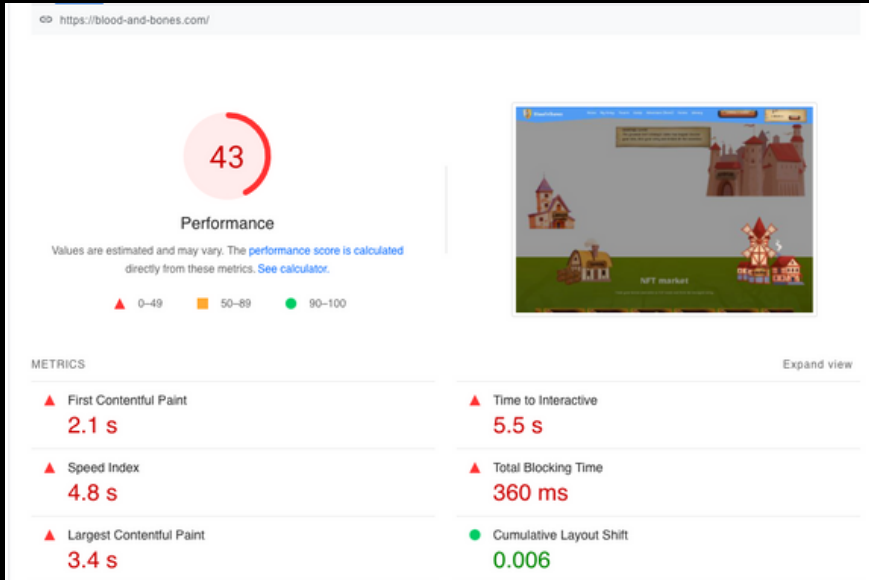 https://blood-and-bones.com/
43
Performance
Values are estimated and may vary. The performance score is calculated
directly from these metrics. See calculator.
0–49 50–89 90–100
NFT market
METRICS Expand view
First Contentful Paint
2.1 s
Time to Interactive
5.5 s
Speed Index
4.8 s
Total Blocking Time
360 ms
Largest Contentful Paint
3.4 s
Cumulative Layout Shift
0.006